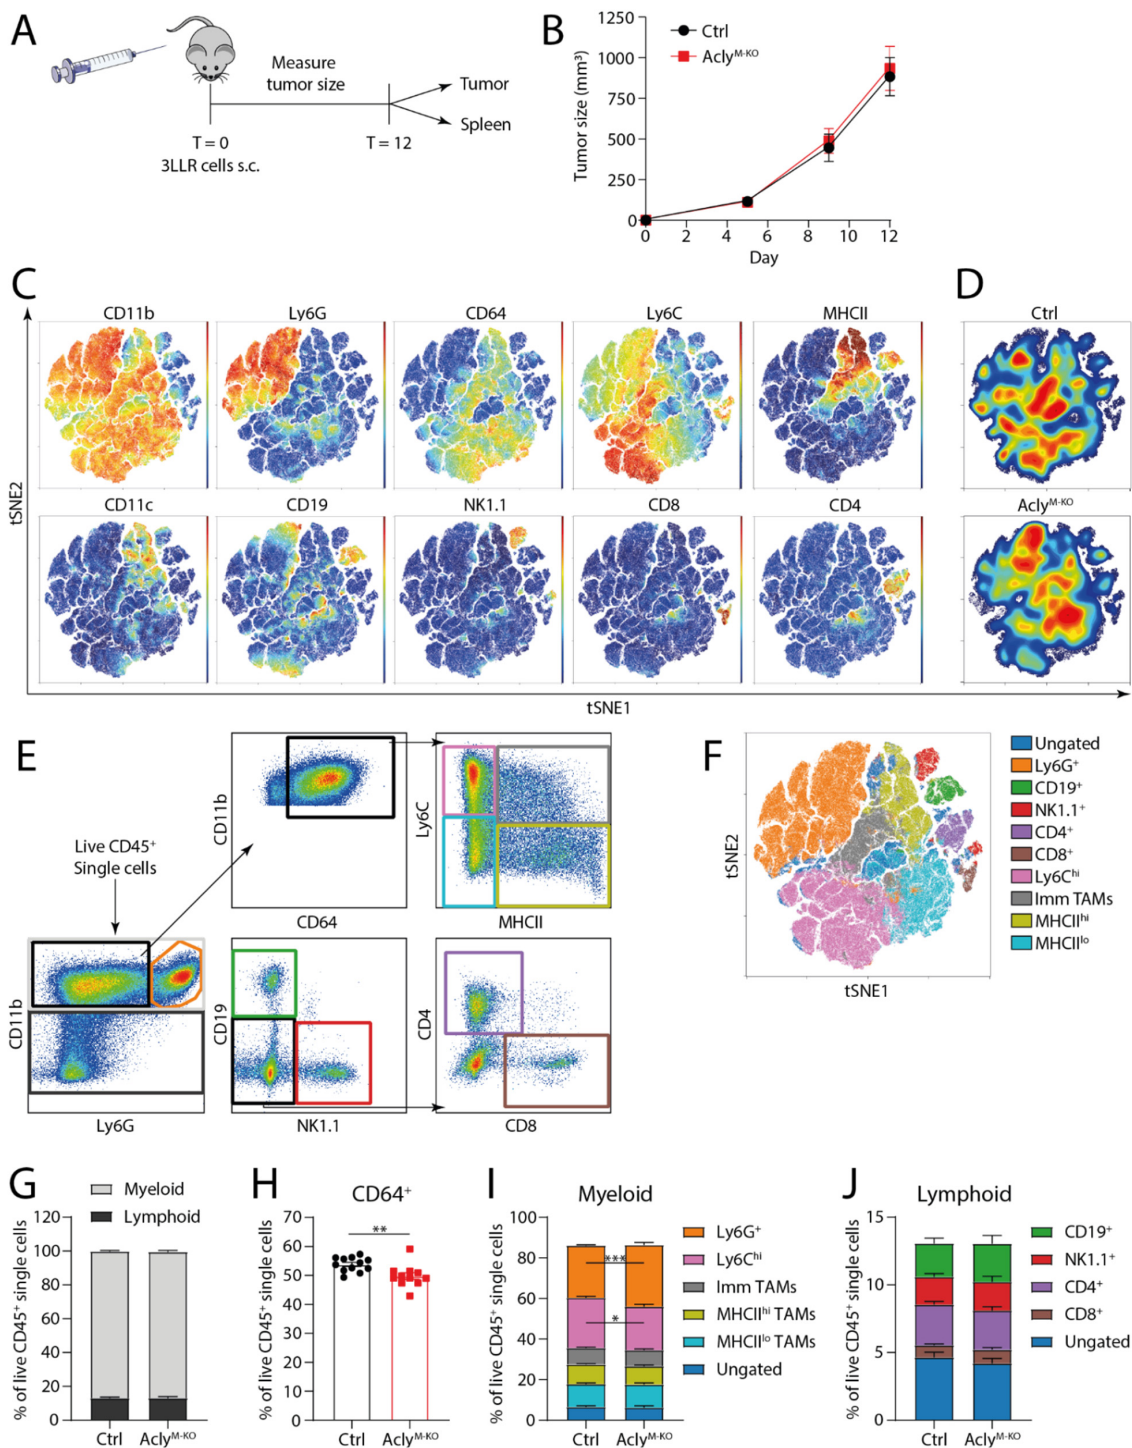 A
Measure
tumor size
Tumor
Spleen
T = 0
T = 12
3LLR cells s.c.
B
Tumor size (mm³)
1250
1000
750
500
250
0
0 2 4 6 8 10 12
Day
Ctrl
Acly^M-KO
C
CD11b
Ly6G
CD64
Ly6C
MHCII
CD11c
CD19
NK1.1
CD8
CD4
tSNE2
tSNE1
D
Ctrl
Acly^M-KO
E
Live CD45⁺
Single cells
CD11b
Ly6G
CD11b
CD64
Ly6C
MHCII
CD19
NK1.1
CD4
CD8
F
tSNE2
tSNE1
Ungated
Ly6G⁺
CD19⁺
NK1.1⁺
CD4⁺
CD8⁺
Ly6C^hi
Imm TAMs
MHCII^hi
MHCII^lo
G
Myeloid
Lymphoid
% of live CD45⁺ single cells
120
100
80
60
40
20
0
Ctrl Acly^M-KO
H
CD64⁺
% of live CD45⁺ single cells
70
60
50
40
30
20
10
0
**
Ctrl Acly^M-KO
I
Myeloid
% of live CD45⁺ single cells
100
80
60
40
20
0
***
*
Ctrl Acly^M-KO
Ly6G⁺
Ly6C^hi
Imm TAMs
MHCII^hi TAMs
MHCII^lo TAMs
Ungated
J
Lymphoid
% of live CD45⁺ single cells
15
10
5
0
Ctrl Acly^M-KO
CD19⁺
NK1.1⁺
CD4⁺
CD8⁺
Ungated